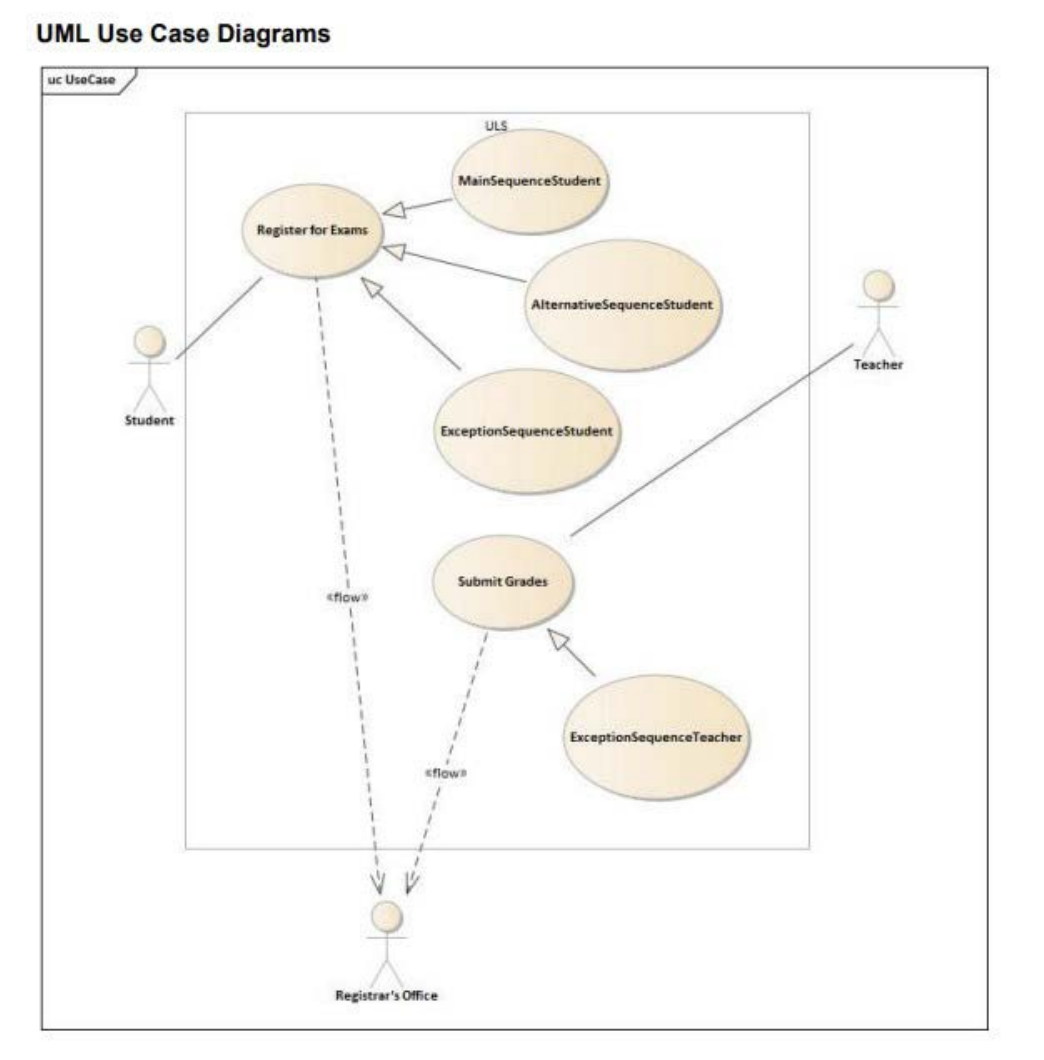 UML Use Case Diagrams
uc UseCase
ULS
MainSequenceStudent
Register for Exams
AlternativeSequenceStudent
Teacher
Student
ExceptionSequenceStudent
Submit Grades
«flow»
ExceptionSequenceTeacher
«flow»
Registrar's Office